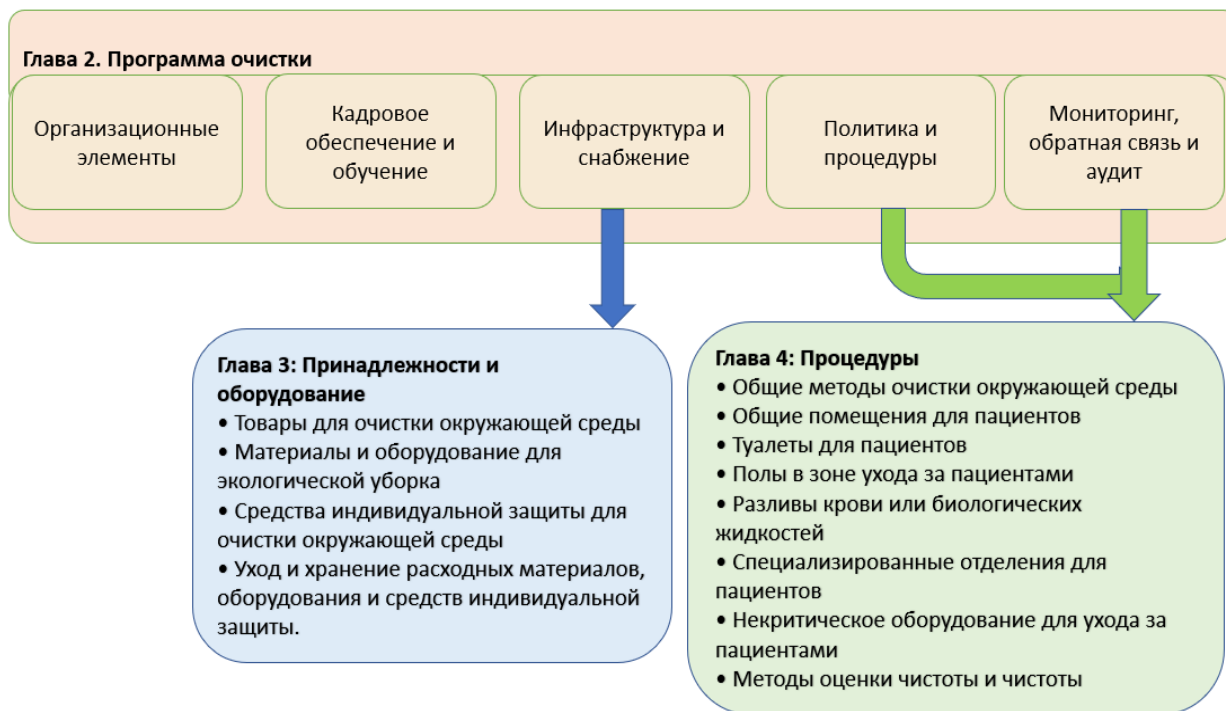 Глава 2. Программа очистки
Организационные
элементы
Кадровое
обеспечение и
обучение
Инфраструктура и
снабжение
Политика и
процедуры
Мониторинг,
обратная связь и
аудит
Глава 3: Принадлежности и
оборудование
• Товары для очистки окружающей среды
• Материалы и оборудование для
экологической уборка
• Средства индивидуальной защиты для
очистки окружающей среды
• Уход и хранение расходных материалов,
оборудования и средств индивидуальной
защиты.
Глава 4: Процедуры
• Общие методы очистки окружающей среды
• Общие помещения для пациентов
• Туалеты для пациентов
• Полы в зоне ухода за пациентами
• Разливы крови или биологических
жидкостей
• Специализированные отделения для
пациентов
• Некритическое оборудование для ухода за
пациентами
• Методы оценки чистоты и чистоты